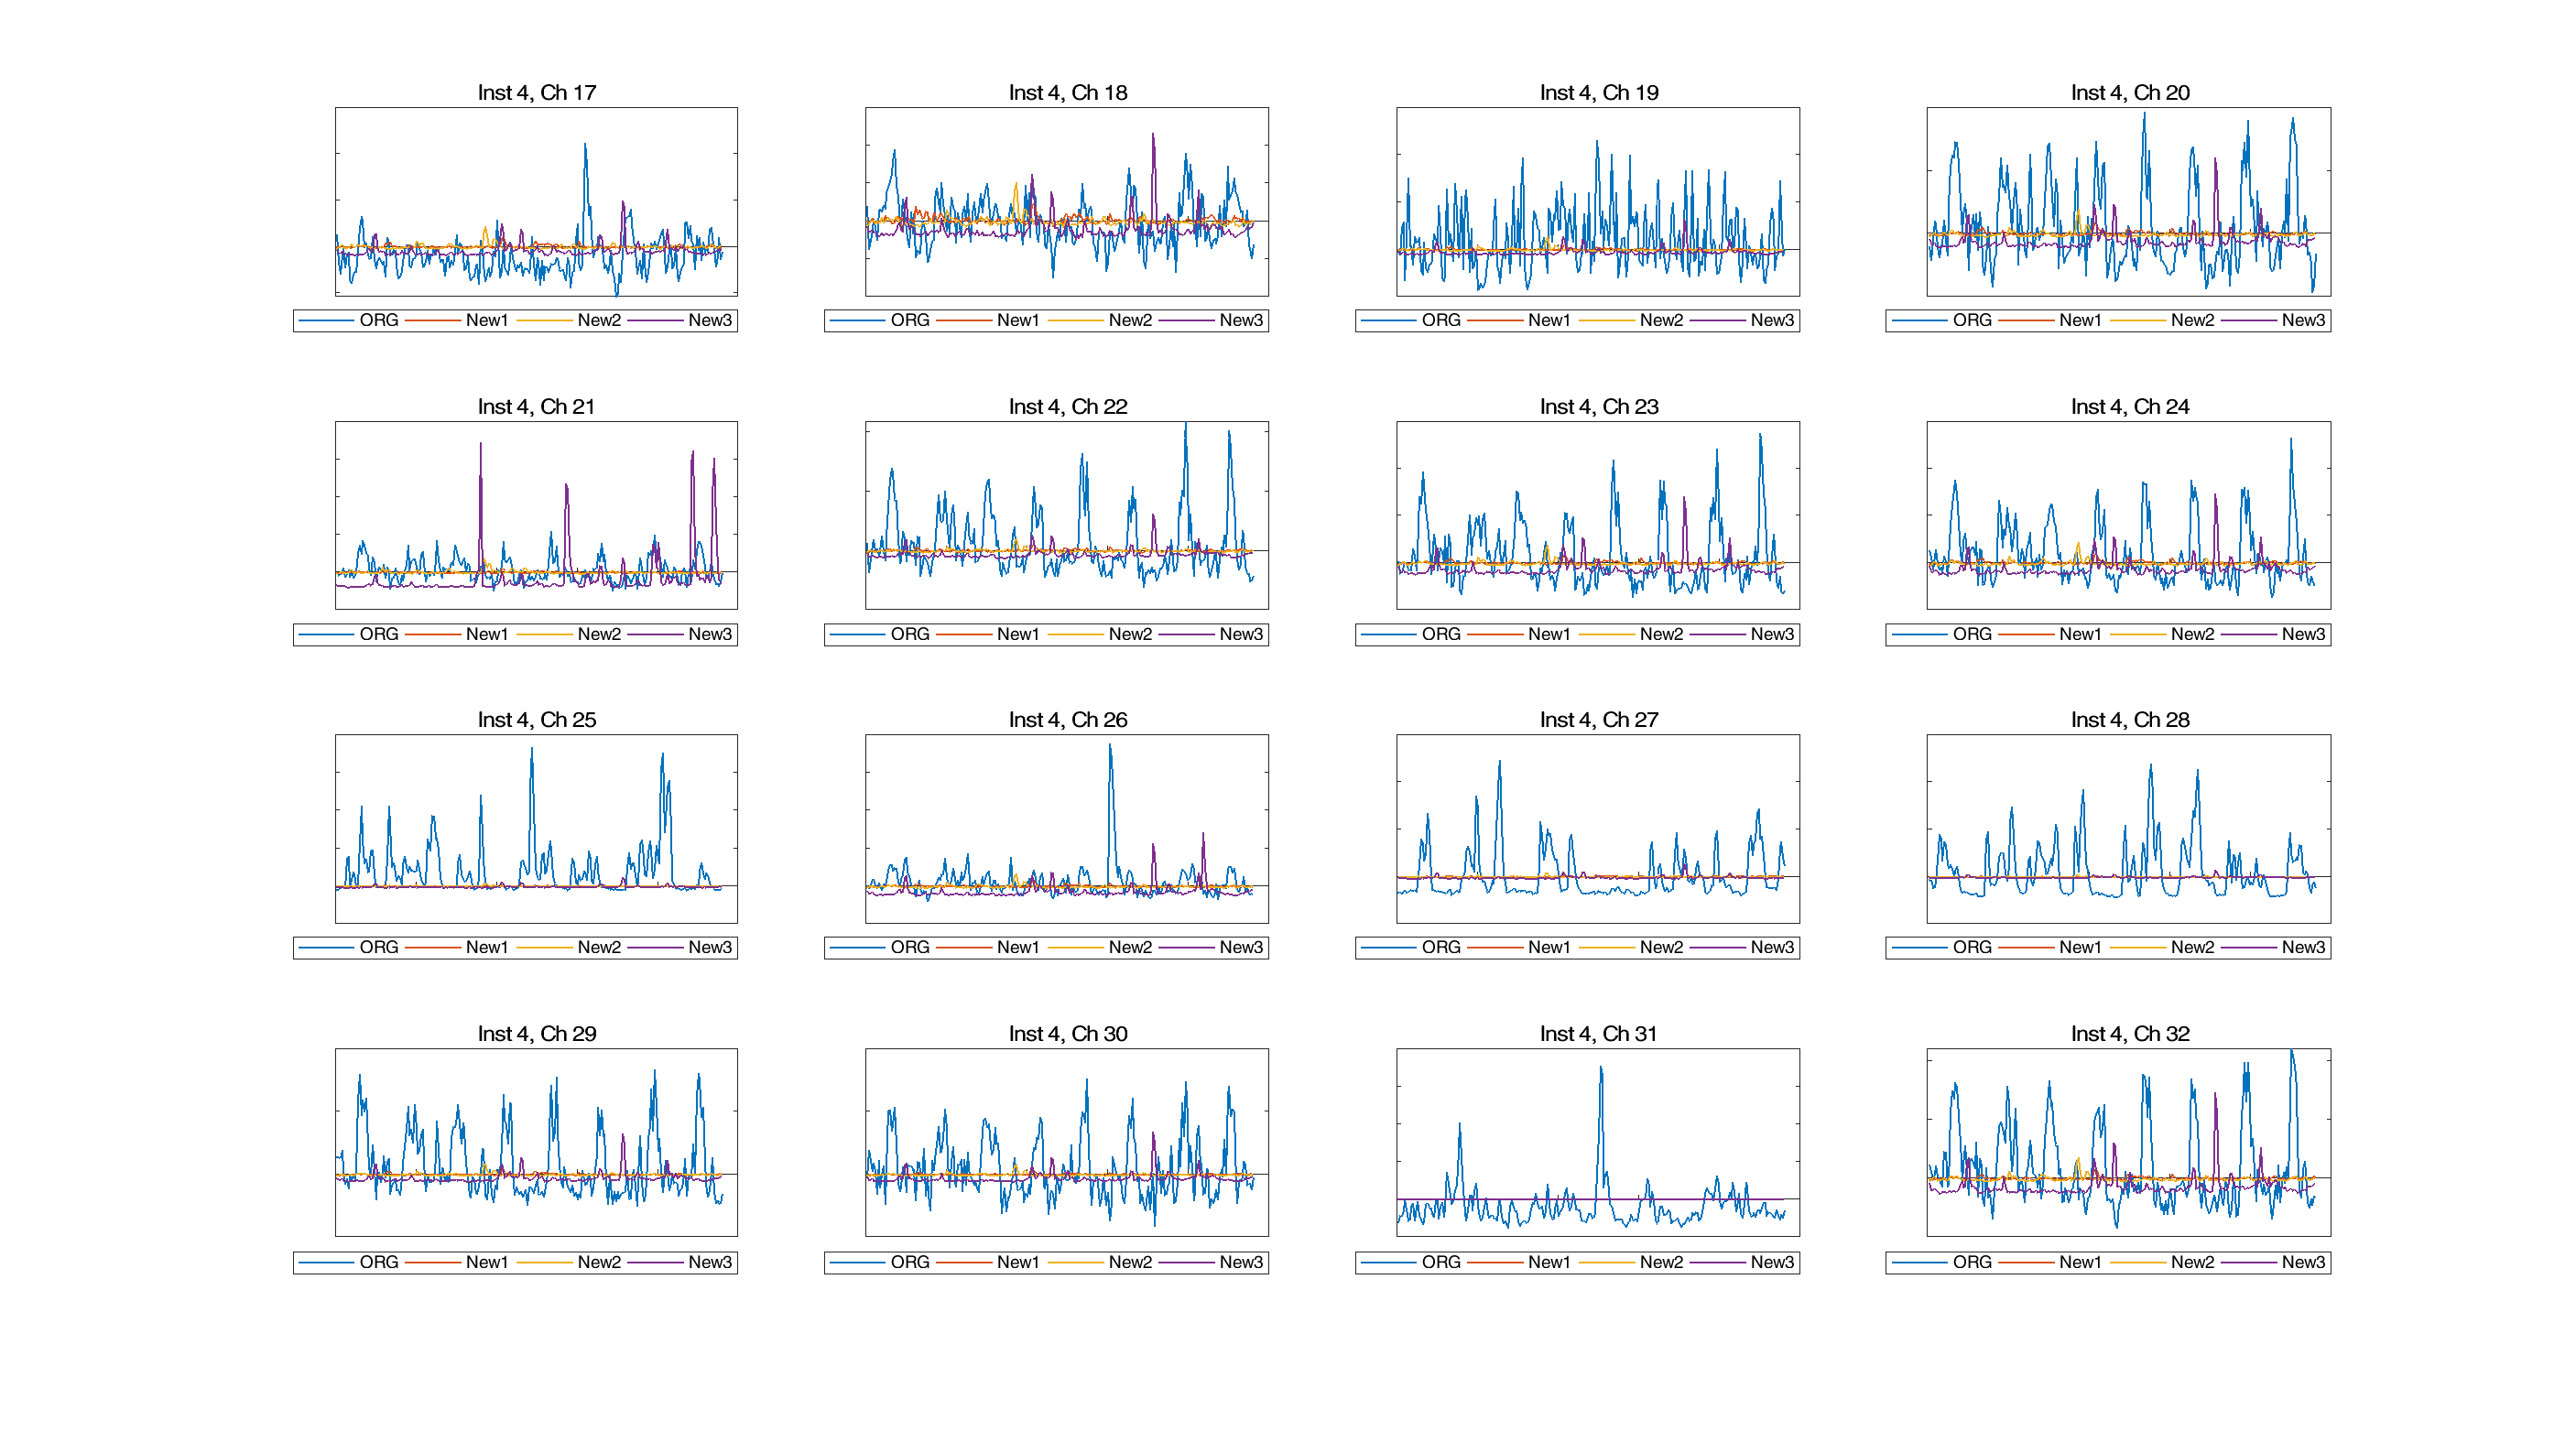 Inst 4, Ch 17 Inst 4, Ch 18 Inst 4, Ch 19 Inst 4, Ch 20
ORG New1 New2 New3 ORG New1 New2 New3 ORG New1 New2 New3 ORG New1 New2 New3
Inst 4, Ch 21 Inst 4, Ch 22 Inst 4, Ch 23 Inst 4, Ch 24
ORG New1 New2 New3 ORG New1 New2 New3 ORG New1 New2 New3 ORG New1 New2 New3
Inst 4, Ch 25 Inst 4, Ch 26 Inst 4, Ch 27 Inst 4, Ch 28
ORG New1 New2 New3 ORG New1 New2 New3 ORG New1 New2 New3 ORG New1 New2 New3
Inst 4, Ch 29 Inst 4, Ch 30 Inst 4, Ch 31 Inst 4, Ch 32
ORG New1 New2 New3 ORG New1 New2 New3 ORG New1 New2 New3 ORG New1 New2 New3